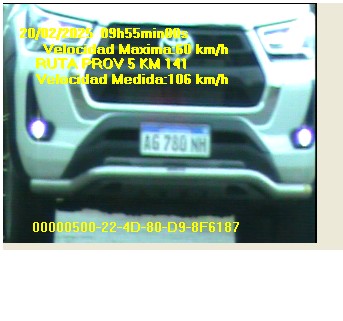 20/02/2025 09h55min09s
Velocidad Maxima:60 km/h
RUTA PROV 5 KM 141
Velocidad Medida:106 km/h
AG 780 NH
00000500-22-4D-80-D9-8F6187